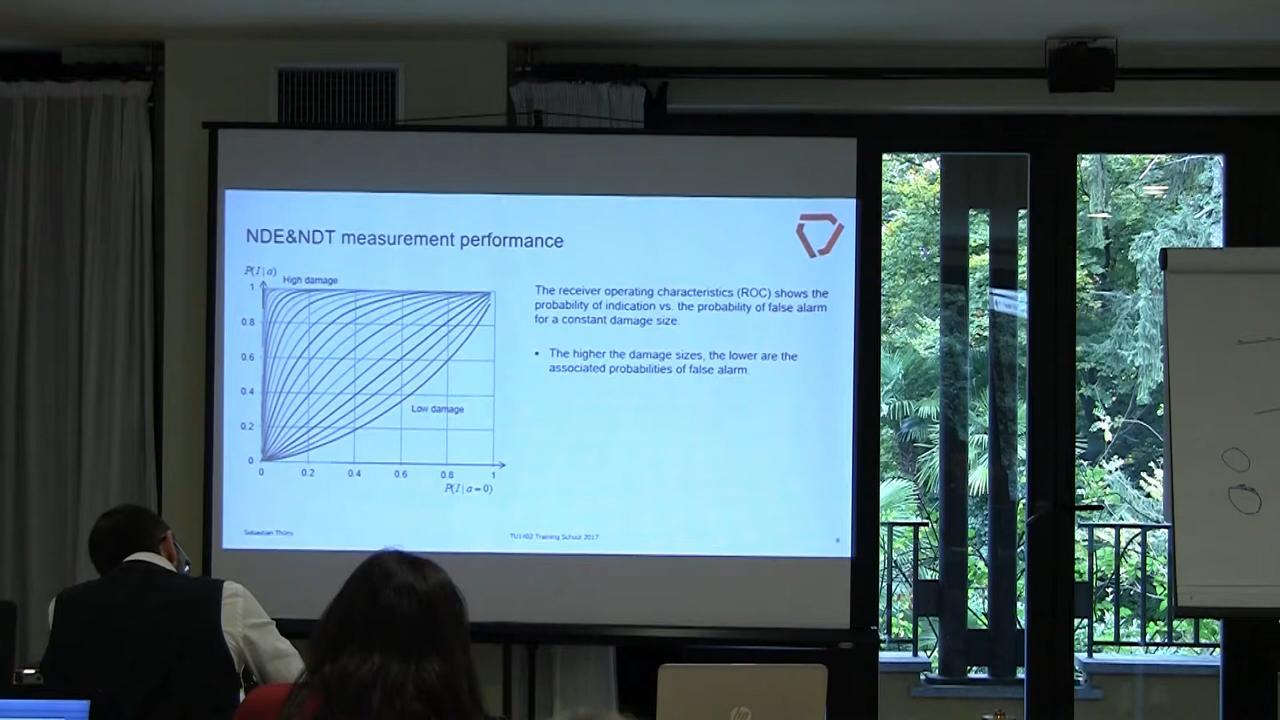 NDE&NDT measurement performance
P(I|a)
High damage
1
0.8
0.6
0.4
0.2
0
Low damage
0 0.2 0.4 0.6 0.8 1
P(I|a=0)
The receiver operating characteristics (ROC) shows the
probability of indication vs. the probability of false alarm
for a constant damage size.
• The higher the damage sizes, the lower are the
associated probabilities of false alarm.
Sebastian Thöns
TU1402 Training School 2017
8
hp